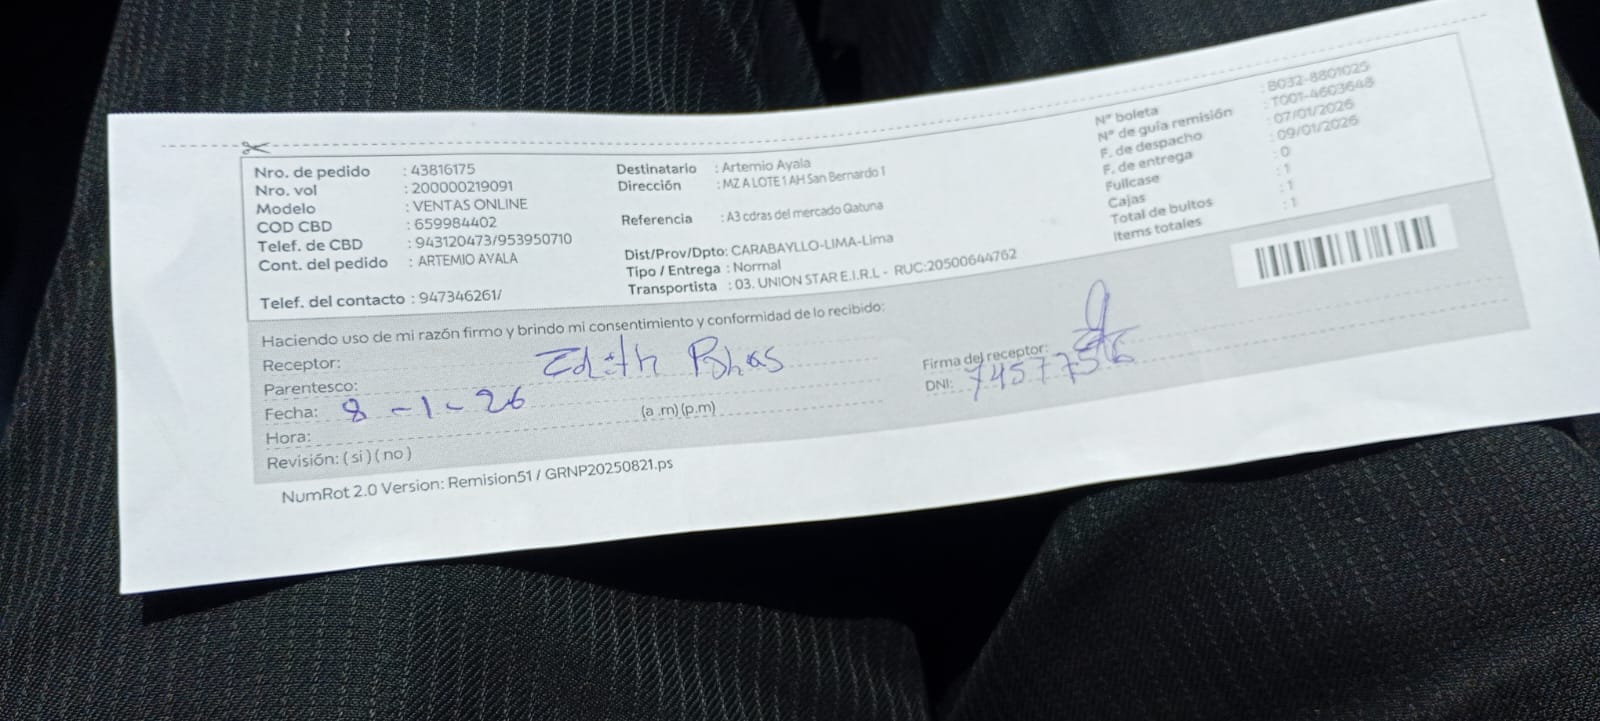 Nro. de pedido : 43816175
Nro. vol : 200000219091
Modelo : VENTAS ONLINE
COD CBD : 659984402
Telef. de CBD : 943120473/953950710
Cont. del pedido : ARTEMIO AYALA
Telef. del contacto : 947346261/
Destinatario : Artemio Ayala
Dirección : MZ A LOTE 1 AH San Bernardo 1
Referencia : A3 cdras del mercado Qatuna
Dist/Prov/Dpto: CARABAYLLO-LIMA-Lima
Tipo / Entrega : Normal
Transportista : 03. UNION STAR E.I.R.L - RUC:20500644762
N° boleta : B032-8801025
N° de guía remisión : T001-4603648
F. de despacho : 07/01/2026
F. de entrega : 09/01/2026
Fullcase : 0
Cajas : 1
Total de bultos : 1
Items totales : 1
Haciendo uso de mi razón firmo y brindo mi consentimiento y conformidad de lo recibido:
Receptor: Edith
Parentesco:
Fecha: 8-1-26
Hora: (a .m) (p.m)
Revisión: ( si ) ( no )
Firma del receptor:
DNI: 74577516
NumRot 2.0 Version: Remision51 / GRNP20250821.ps